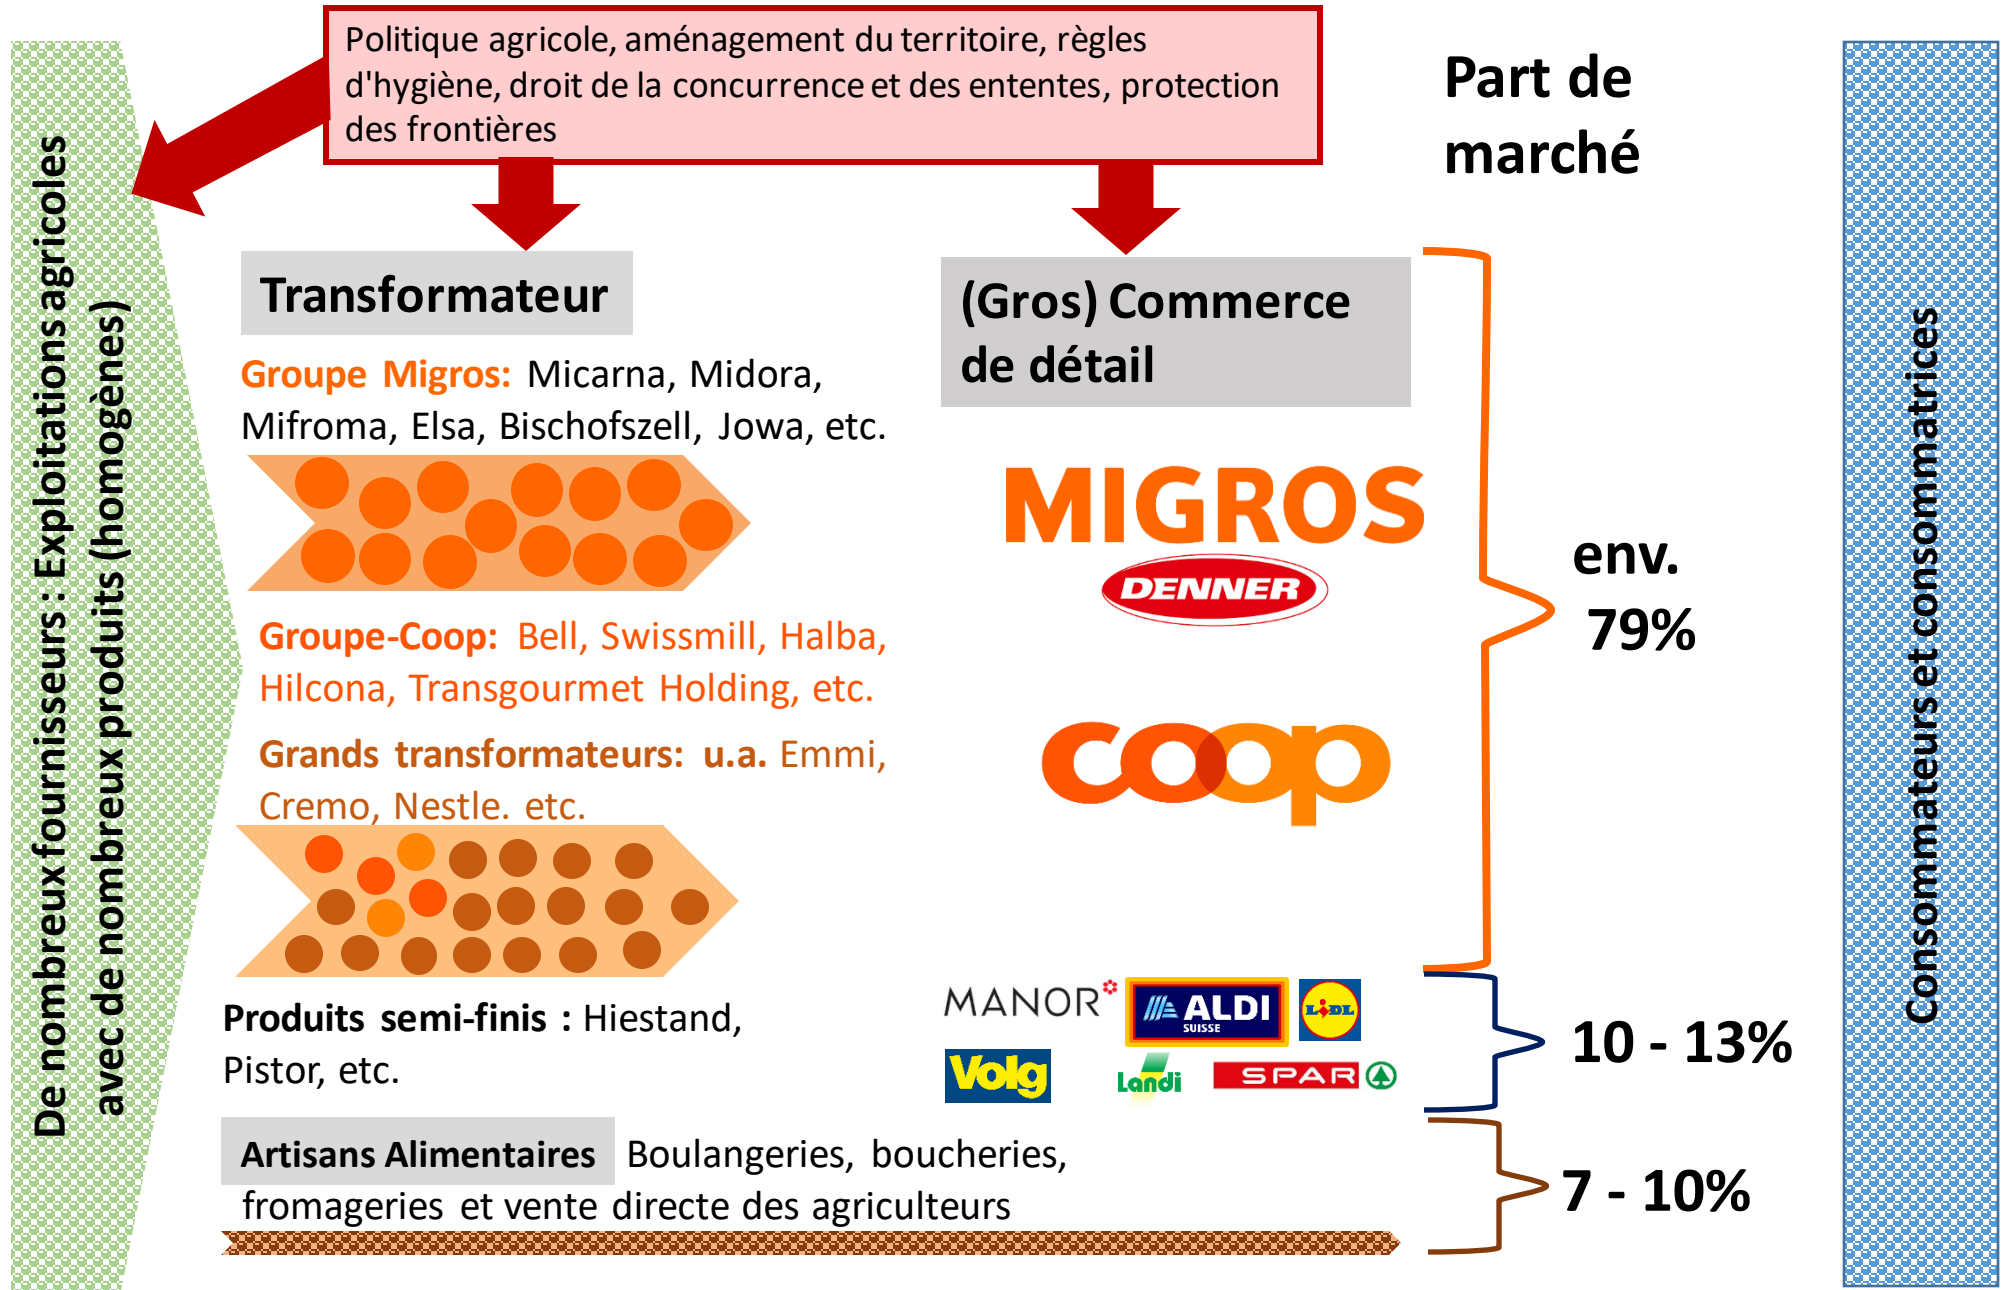 Politique agricole, aménagement du territoire, règles
d'hygiène, droit de la concurrence et des ententes, protection
des frontières
Part de
marché
De nombreux fournisseurs : Exploitations agricoles
avec de nombreux produits (homogènes)
Transformateur
(Gros) Commerce
de détail
Groupe Migros: Micarna, Midora,
Mifroma, Elsa, Bischofszell, Jowa, etc.
MIGROS
DENNER
env.
79%
Groupe-Coop: Bell, Swissmill, Halba,
Hilcona, Transgourmet Holding, etc.
Grands transformateurs: u.a. Emmi,
Cremo, Nestle. etc.
coop
Produits semi-finis : Hiestand,
Pistor, etc.
MANOR
ALDI
SUISSE
LiDL
Volg
Landi
SPAR
10 - 13%
Artisans Alimentaires Boulangeries, boucheries,
fromageries et vente directe des agriculteurs
7 - 10%
Consommateurs et consommatrices